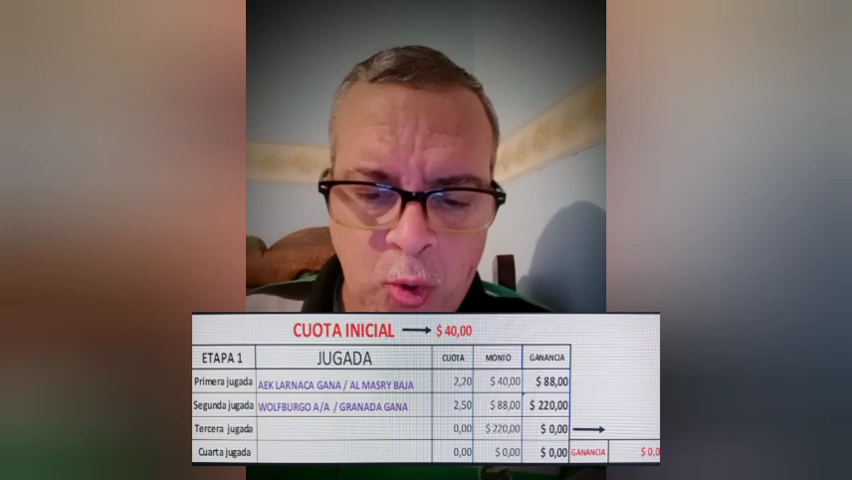 CUOTA INICIAL → $ 40,00
ETAPA 1 JUGADA CUOTA MONTO GANANCIA
Primera jugada AEK LARNACA GANA / AL MASRY BAJA 2,20 $ 40,00 $ 88,00
Segunda jugada WOLFBURGO A/A / GRANADA GANA 2,50 $ 88,00 $ 220,00
Tercera jugada 0,00 $ 220,00 $ 0,00 →
Cuarta jugada 0,00 $ 0,00 $ 0,00 GANANCIA $ 0,0